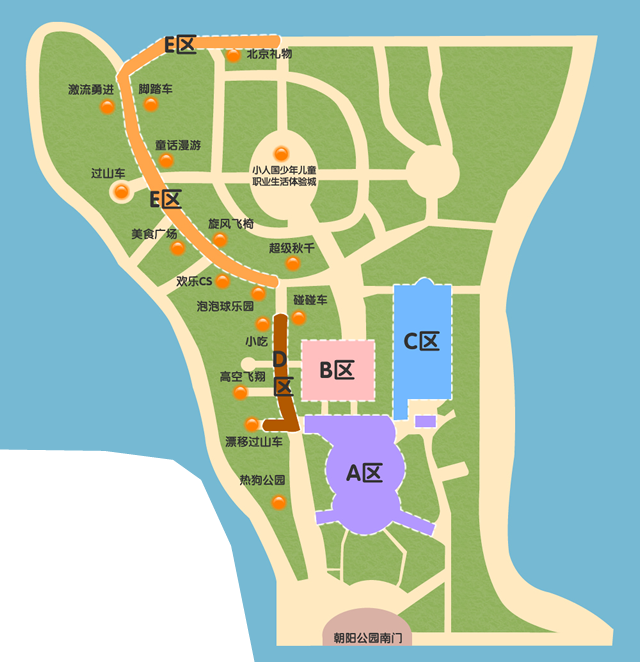 E区
北京礼物
激流勇进
脚踏车
童话漫游
过山车
小人国少年儿童
职业生活体验城
E区
旋风飞椅
美食广场
超级秋千
欢乐CS
泡泡球乐园
碰碰车
小吃
C区
D
区
B区
高空飞翔
漂移过山车
A区
热狗公园
朝阳公园南门